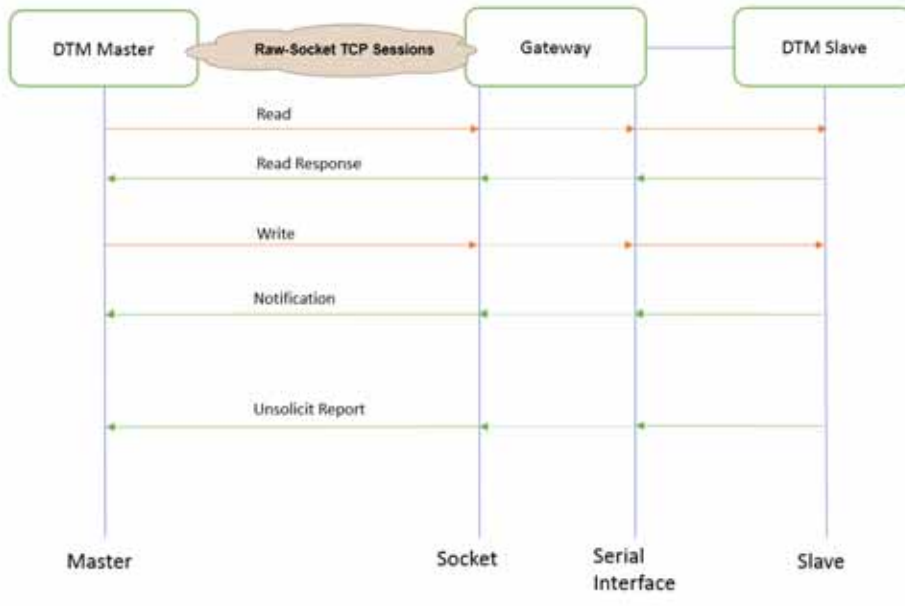 DTM Master
Raw-Socket TCP Sessions
Gateway
DTM Slave
Read
Read Response
Write
Notification
Unsolicit Report
Master
Socket
Serial
Interface
Slave